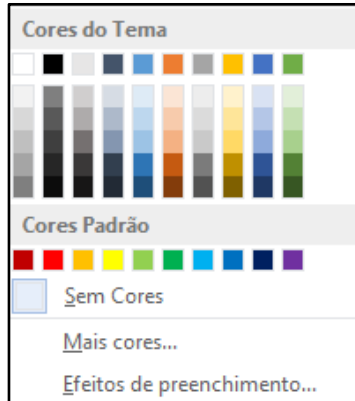 Cores do Tema
Cores Padrão
Sem Cores
Mais cores...
Efeitos de preenchimento...